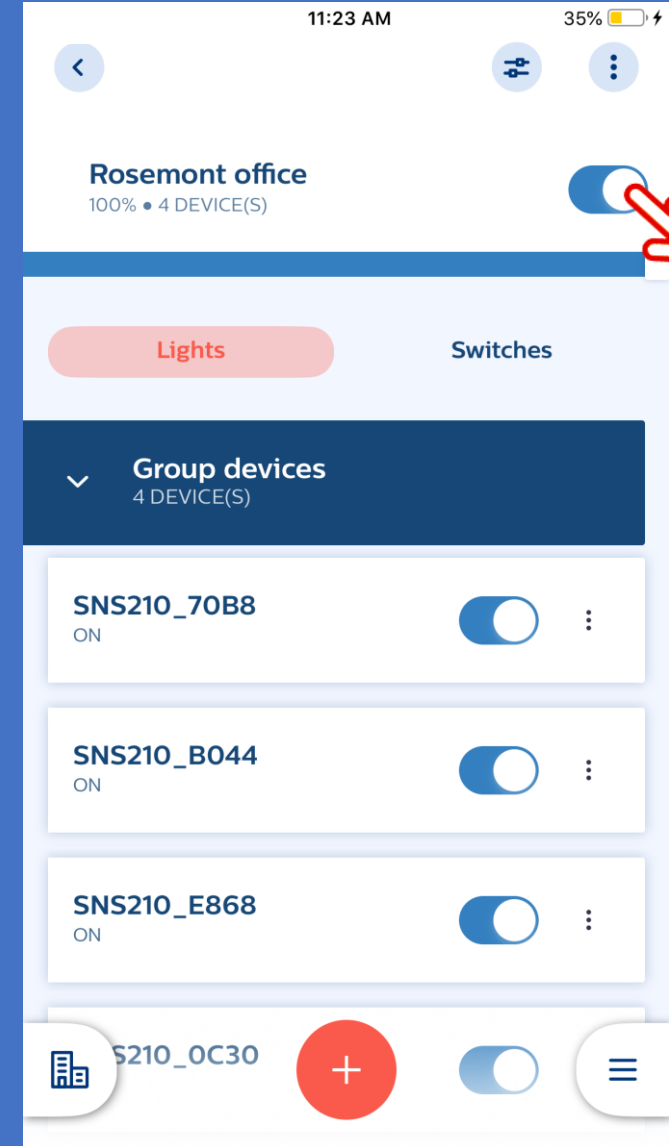 11:23 AM
35%
Rosemont office
100% • 4 DEVICE(S)
Lights
Switches
Group devices
4 DEVICE(S)
SNS210_70B8
ON
SNS210_B044
ON
SNS210_E868
ON
S210_0C30